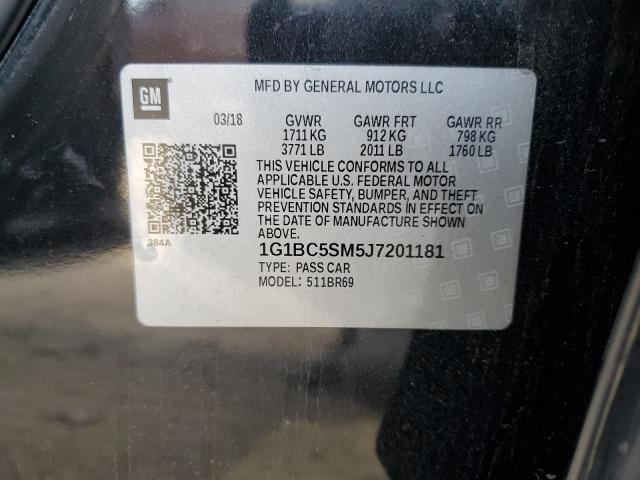 GM
MFD BY GENERAL MOTORS LLC
03/18 GVWR GAWR FRT GAWR RR
1711 KG 912 KG 798 KG
3771 LB 2011 LB 1760 LB
THIS VEHICLE CONFORMS TO ALL
APPLICABLE U.S. FEDERAL MOTOR
VEHICLE SAFETY, BUMPER, AND THEFT
PREVENTION STANDARDS IN EFFECT ON
THE DATE OF MANUFACTURE SHOWN
ABOVE.
384A
1G1BC5SM5J7201181
TYPE: PASS CAR
MODEL: 511BR69